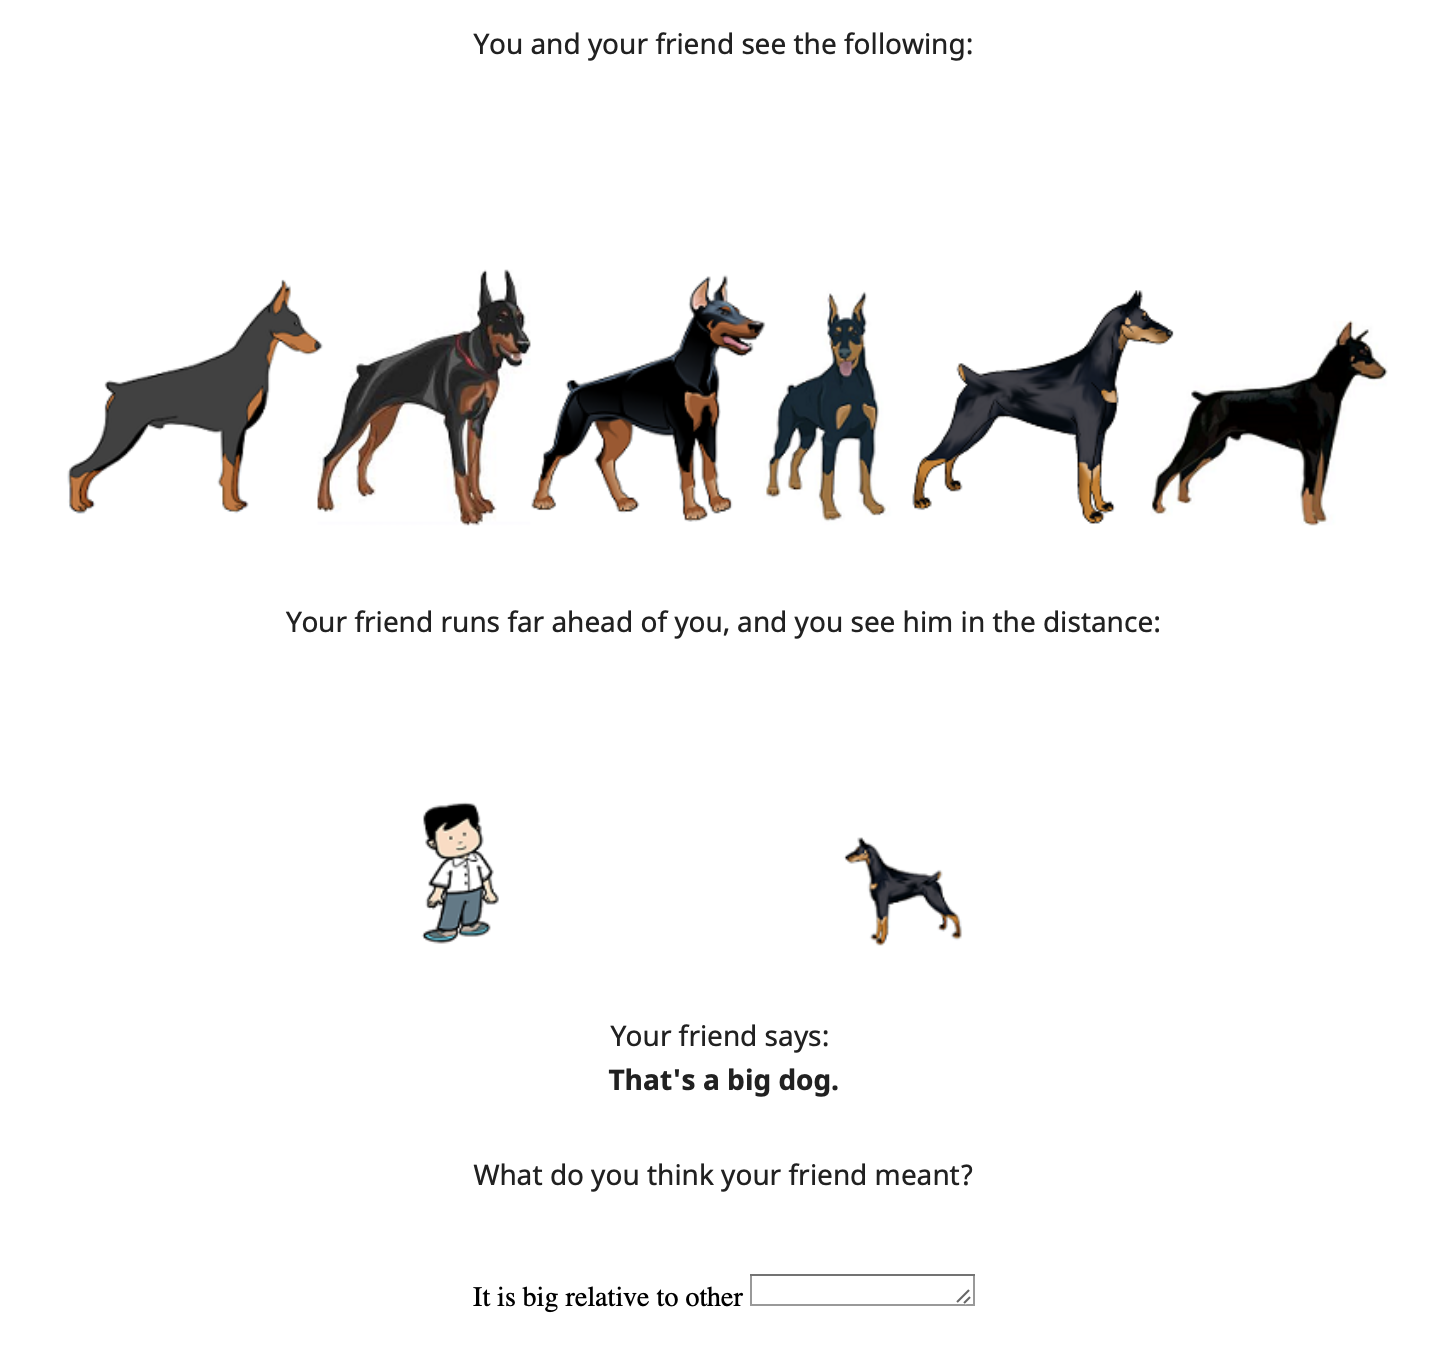 You and your friend see the following:
Your friend runs far ahead of you, and you see him in the distance:
Your friend says:
That's a big dog.
What do you think your friend meant?
It is big relative to other